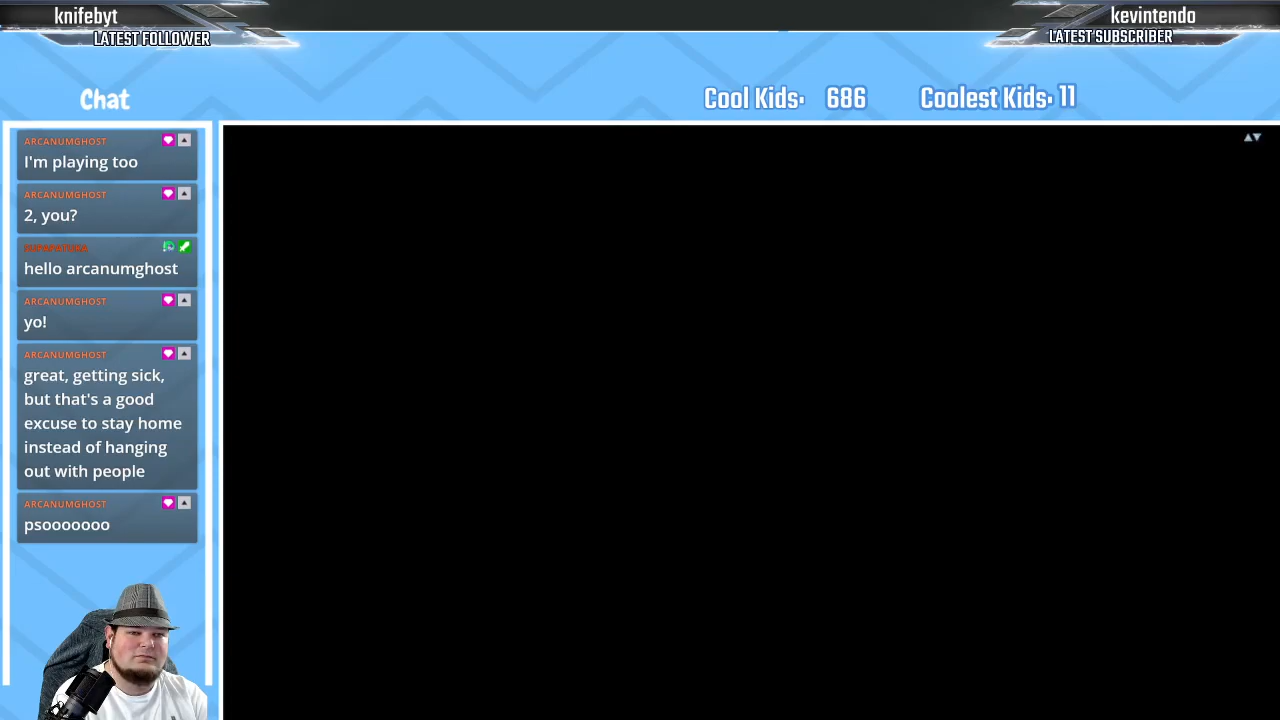 knifebyt
LATEST FOLLOWER
kevintendo
LATEST SUBSCRIBER
Chat
Cool Kids: 686
Coolest Kids: 11
ARCANUMGHOST
I'm playing too
ARCANUMGHOST
2, you?
hello arcanumghost
ARCANUMGHOST
yo!
ARCANUMGHOST
great, getting sick,
but that's a good
excuse to stay home
instead of hanging
out with people
ARCANUMGHOST
psooooooo